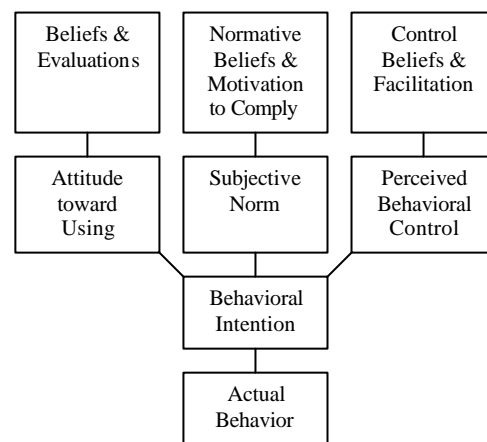 Beliefs &
Evaluations
Normative
Beliefs &
Motivation
to Comply
Control
Beliefs &
Facilitation
Attitude
toward
Using
Subjective
Norm
Perceived
Behavioral
Control
Behavioral
Intention
Actual
Behavior